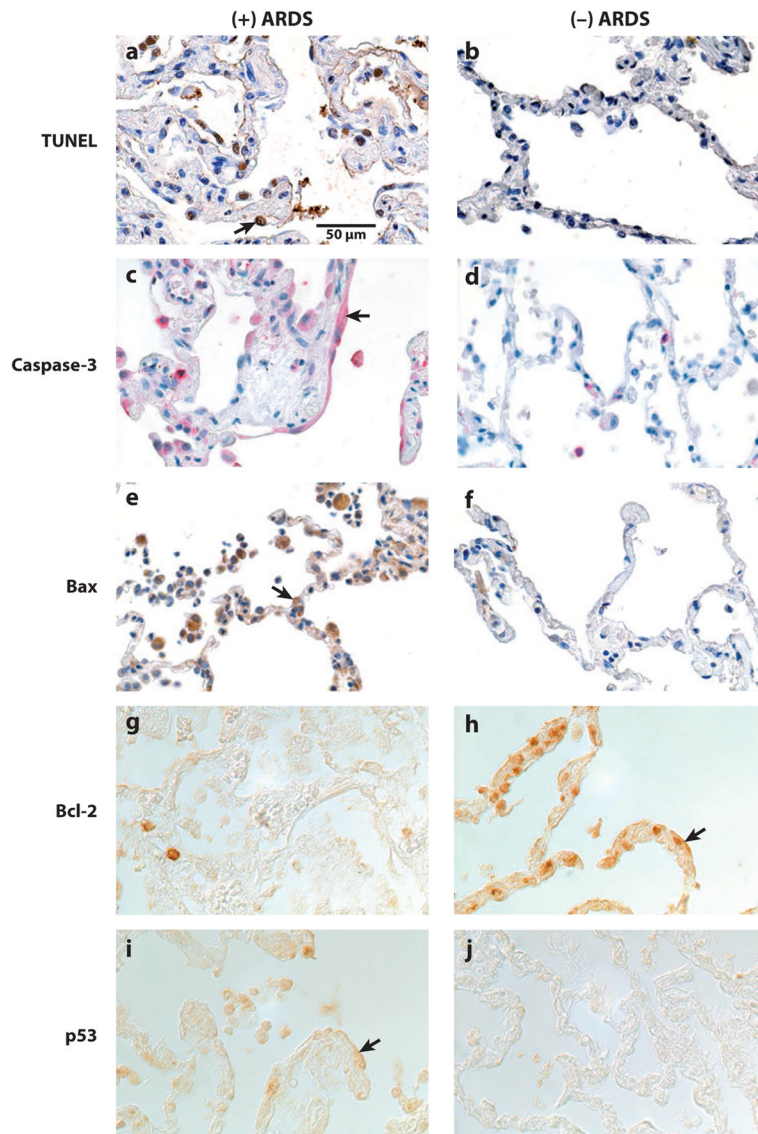 (+) ARDS (–) ARDS
a b
TUNEL
50 µm
c d
Caspase-3
e f
Bax
g h
Bcl-2
i j
p53